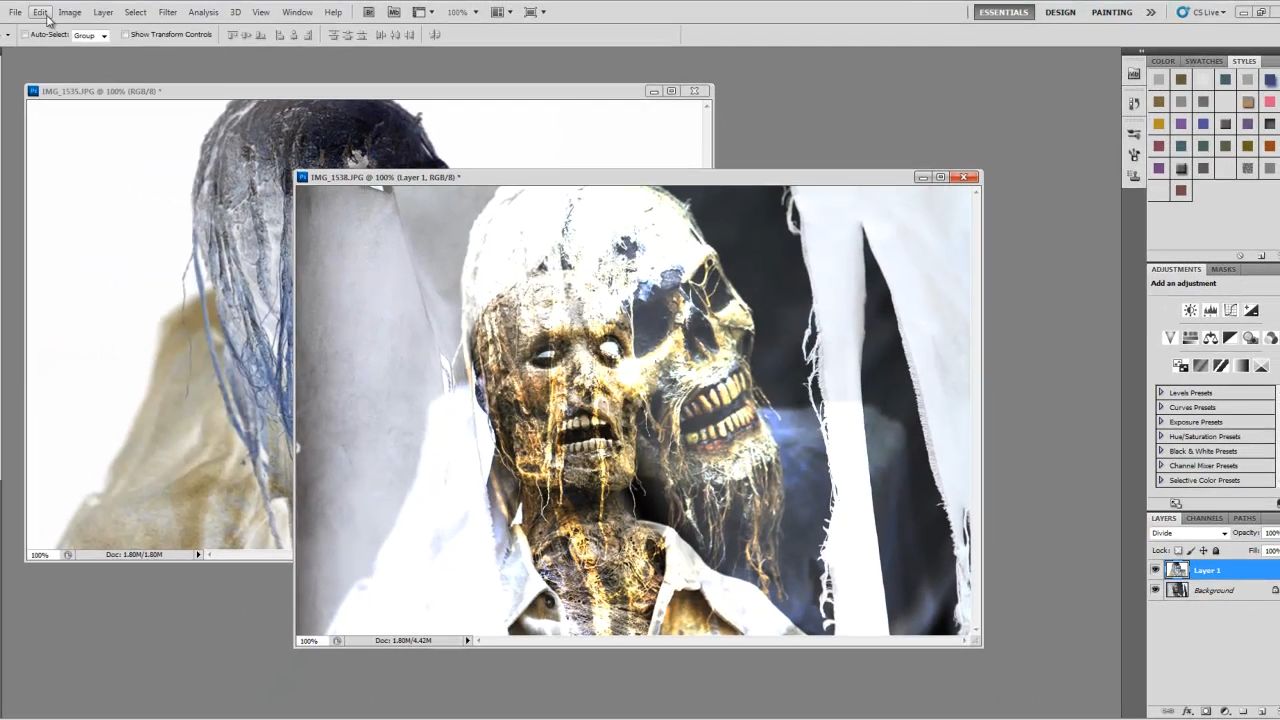 File Edit Image Layer Select Filter Analysis 3D View Window Help 100% ESSENTIALS DESIGN PAINTING CS Live
Auto-Select: Group Show Transform Controls
COLOR SWATCHES STYLES
IMG_1535.JPG @ 100% (RGB/8) *
IMG_1538.JPG @ 100% (Layer 1, RGB/8) *
ADJUSTMENTS MASKS
Add an adjustment
Levels Presets
Curves Presets
Exposure Presets
Hue/Saturation Presets
Black & White Presets
Channel Mixer Presets
Selective Color Presets
LAYERS CHANNELS PATHS
Divide Opacity: 100%
Lock: Fill: 100%
Layer 1
Background
100% Doc: 1.80M/1.80M
100% Doc: 1.80M/4.42M